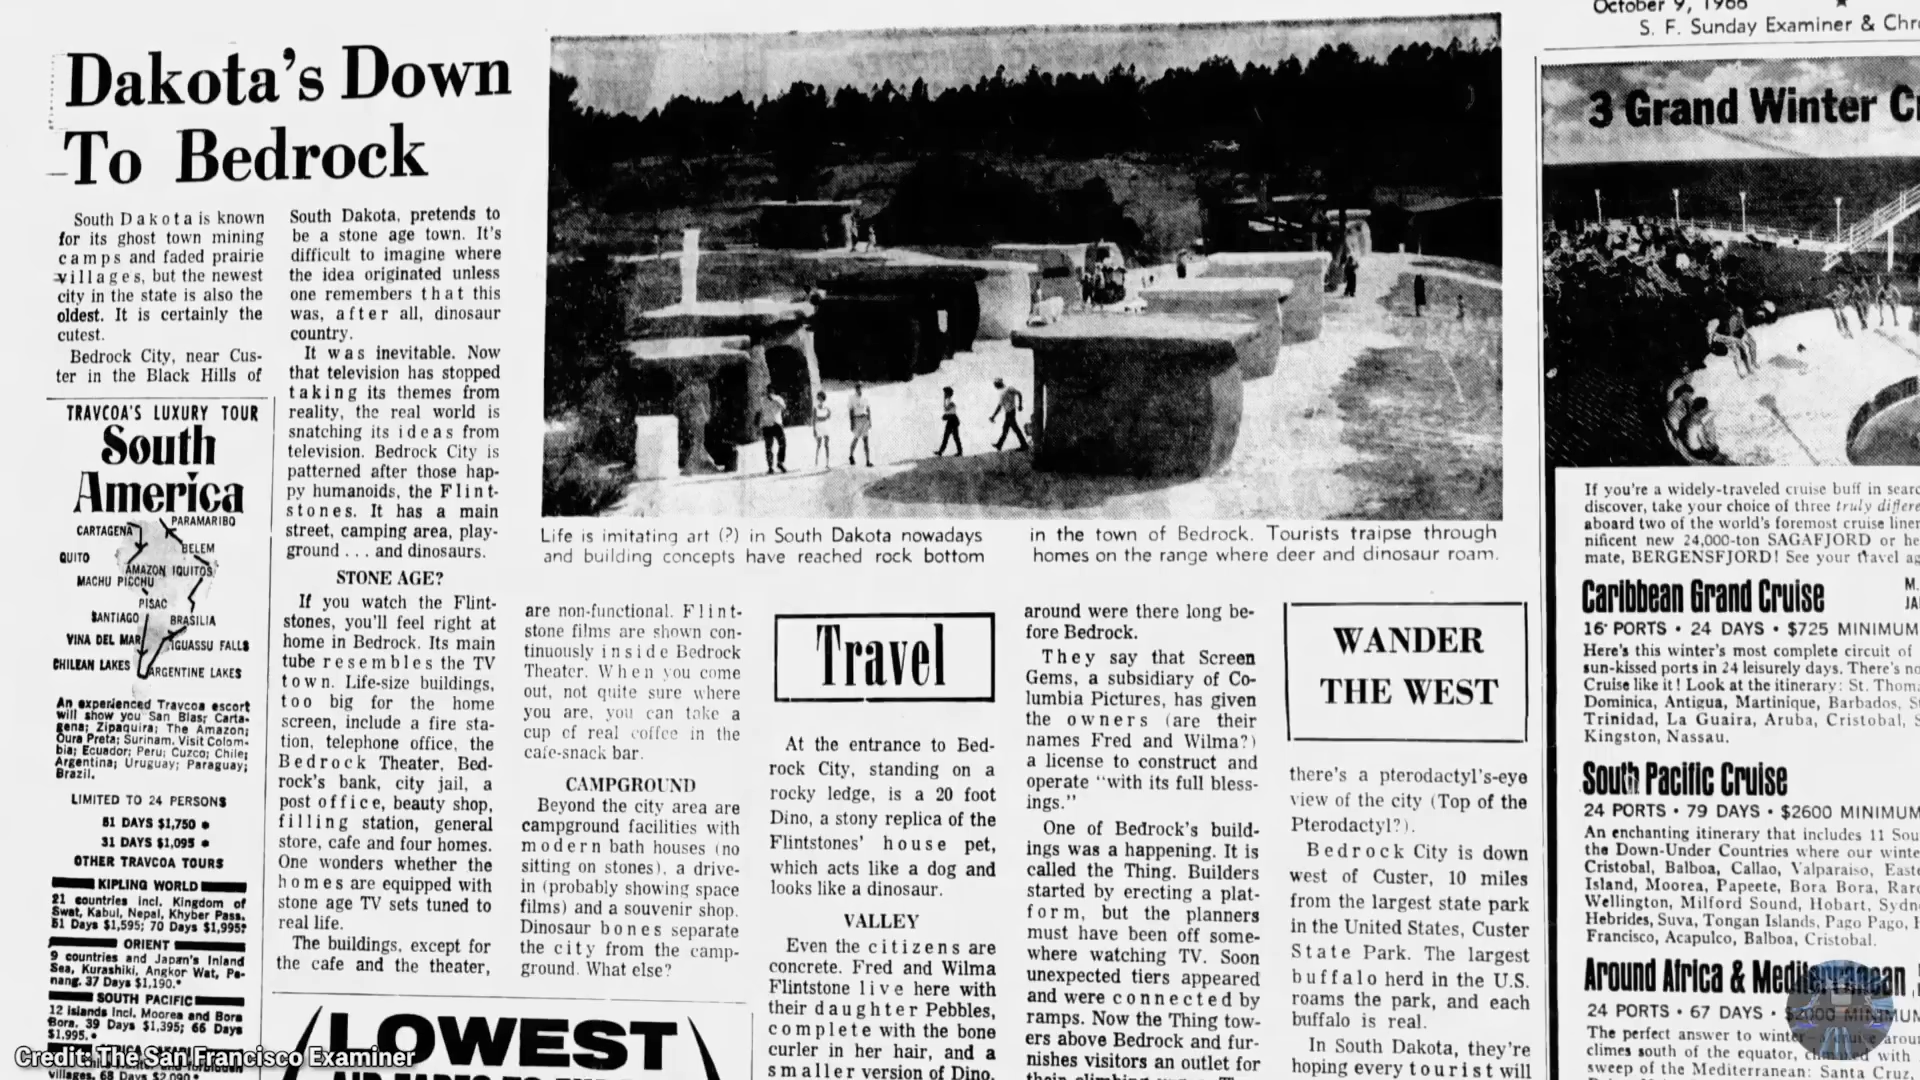 Dakota's Down
To Bedrock
South Dakota is known
for its ghost town mining
camps and faded prairie
villages, but the newest
city in the state is also the
oldest. It is certainly the
cutest.
Bedrock City, near Cus-
ter in the Black Hills of
South Dakota, pretends to
be a stone age town. It's
difficult to imagine where
the idea originated unless
one remembers that this
was, after all, dinosaur
country.
It was inevitable. Now
that television has stopped
taking its themes from
reality, the real world is
snatching its ideas from
television. Bedrock City is
patterned after those hap-
py humanoids, the Flint-
stones. It has a main
street, camping area, play-
ground . . . and dinosaurs.
STONE AGE?
If you watch the Flint-
stones, you'll feel right at
home in Bedrock. Its main
tube resembles the TV
town. Life-size buildings,
too big for the home
screen, include a fire sta-
tion, telephone office, the
Bedrock Theater, Bed-
rock's bank, city jail, a
post office, beauty shop,
filling station, general
store, cafe and four homes.
One wonders whether the
homes are equipped with
stone age TV sets tuned to
real life.
The buildings, except for
the cafe and the theater,
are non-functional. Flint-
stone films are shown con-
tinuously inside Bedrock
Theater. When you come
out, not quite sure where
you are, you can take a
cup of real coffee in the
cafe-snack bar.
CAMPGROUND
Beyond the city area are
campground facilities with
modern bath houses (no
sitting on stones), a drive-
in (probably showing space
films) and a souvenir shop.
Dinosaur bones separate
the city from the camp-
ground. What else?
Travel
At the entrance to Bed-
rock City, standing on a
rocky ledge, is a 20 foot
Dino, a stony replica of the
Flintstones' house pet,
which acts like a dog and
looks like a dinosaur.
VALLEY
Even the citizens are
concrete. Fred and Wilma
Flintstone live here with
their daughter Pebbles,
complete with the bone
curler in her hair, and a
smaller version of Dino.
around were there long be-
fore Bedrock.
They say that Screen
Gems, a subsidiary of Co-
lumbia Pictures, has given
the owners (are their
names Fred and Wilma?)
a license to construct and
operate "with its full bless-
ings."
One of Bedrock's build-
ings was a happening. It is
called the Thing. Builders
started by erecting a plat-
form, but the planners
must have been off some-
where watching TV. Soon
unexpected tiers appeared
and were connected by
ramps. Now the Thing tow-
ers above Bedrock and fur-
nishes visitors an outlet for
WANDER
THE WEST
there's a pterodactyl's-eye
view of the city (Top of the
Pterodactyl?).
Bedrock City is down
west of Custer, 10 miles
from the largest state park
in the United States, Custer
State Park. The largest
buffalo herd in the U.S.
roams the park, and each
buffalo is real.
In South Dakota, they're
hoping every tourist will
Life is imitating art (?) in South Dakota nowadays
and building concepts have reached rock bottom
in the town of Bedrock. Tourists traipse through
homes on the range where deer and dinosaur roam.
TRAVCOA'S LUXURY TOUR
South
America
CARTAGENA
PARAMARIBO
QUITO
BELEM
AMAZON IQUITOS
MACHU PICCHU
PISAC
SANTIAGO
BRASILIA
VINA DEL MAR
IGUASSU FALLS
CHILEAN LAKES
ARGENTINE LAKES
An experienced Travcoa escort
will show you San Blas; Carta-
gena; Zipaquira; The Amazon;
Oura Preta; Surinam. Visit Colom-
bia; Ecuador; Peru; Cuzco; Chile;
Argentina; Uruguay; Paraguay;
Brazil.
LIMITED TO 24 PERSONS
51 DAYS $1,750 •
31 DAYS $1,095 •
OTHER TRAVCOA TOURS
KIPLING WORLD
21 countries incl. Kingdom of
Swat, Kabul, Nepal, Khyber Pass.
51 Days $1,595; 70 Days $1,995•
ORIENT
9 countries and Japan's Inland
Sea, Kurashiki, Angkor Wat, Pe-
nang. 37 Days $1,190.•
SOUTH PACIFIC
12 islands Incl. Moorea and Bora
Bora. 39 Days $1,395; 66 Days
$1,995.•
villages. 68 Days $2,090•
LOWEST
October 9, 1966
S. F. Sunday Examiner & Chr
3 Grand Winter C
If you're a widely-traveled cruise buff in searc
discover, take your choice of three truly differe
aboard two of the world's foremost cruise liner
nificent new 24,000-ton SAGAFJORD or he
mate, BERGENSFJORD! See your travel ag
Caribbean Grand Cruise
M.
JA
16 PORTS • 24 DAYS • $725 MINIMUM
Here's this winter's most complete circuit of
sun-kissed ports in 24 leisurely days. There's no
Cruise like it! Look at the itinerary: St. Thom
Dominica, Antigua, Martinique, Barbados, S
Trinidad, La Guaira, Aruba, Cristobal, S
Kingston, Nassau.
South Pacific Cruise
24 PORTS • 79 DAYS • $2600 MINIMUM
An enchanting itinerary that includes 11 Sou
the Down-Under Countries where our winte
Cristobal, Balboa, Callao, Valparaiso, Easte
Island, Moorea, Papeete, Bora Bora, Raro
Wellington, Milford Sound, Hobart, Sydn
Hebrides, Suva, Tongan Islands, Pago Pago, H
Francisco, Acapulco, Balboa, Cristobal.
Around Africa & Mediterranean
24 PORTS • 67 DAYS • $2000 MINIMUM
The perfect answer to winter
climes south of the equator, with
sweep of the Mediterranean: Santa Cruz,
Credit: The San Francisco Examiner